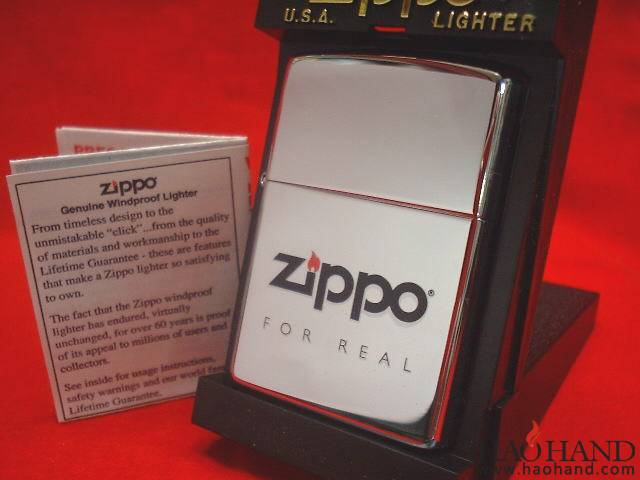 Zippo
U.S.A. LIGHTER
zippo
Genuine Windproof Lighter
From timeless design to the
unmistakable "click"...from the quality
of materials and workmanship to the
Lifetime Guarantee - these are features
that make a Zippo lighter so satisfying
to own.
The fact that the Zippo windproof
lighter has endured, virtually
unchanged, for over 60 years is proof
of its appeal to millions of users and
collectors.
See inside for usage instructions,
safety warnings and our world famous
Lifetime Guarantee.
zippo®
FOR REAL
HAOHAND
www.haohand.com